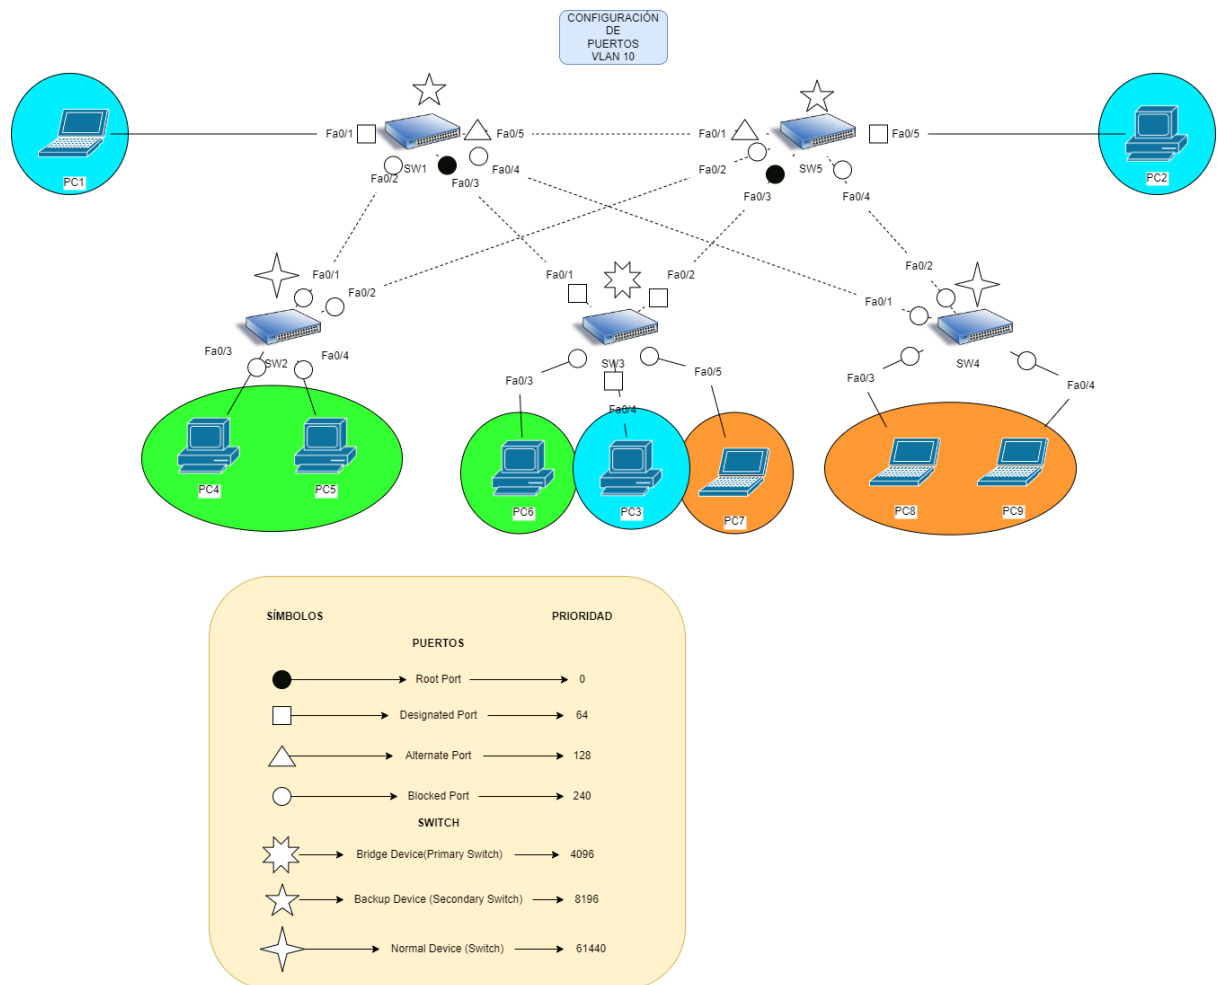 CONFIGURACIÓN
DE
PUERTOS
VLAN 10
Fa0/1
Fa0/5
Fa0/1
Fa0/5
PC1
Fa0/2
SW1
Fa0/3
Fa0/4
Fa0/2
SW5
Fa0/3
Fa0/4
PC2
Fa0/1
Fa0/2
Fa0/1
Fa0/2
Fa0/2
Fa0/1
Fa0/3
SW2
Fa0/4
SW3
Fa0/3
Fa0/4
Fa0/5
SW4
Fa0/3
Fa0/4
PC4
PC5
PC6
PC3
PC7
PC8
PC9
SÍMBOLOS PRIORIDAD
PUERTOS
Root Port 0
Designated Port 64
Alternate Port 128
Blocked Port 240
SWITCH
Bridge Device(Primary Switch) 4096
Backup Device (Secondary Switch) 8196
Normal Device (Switch) 61440